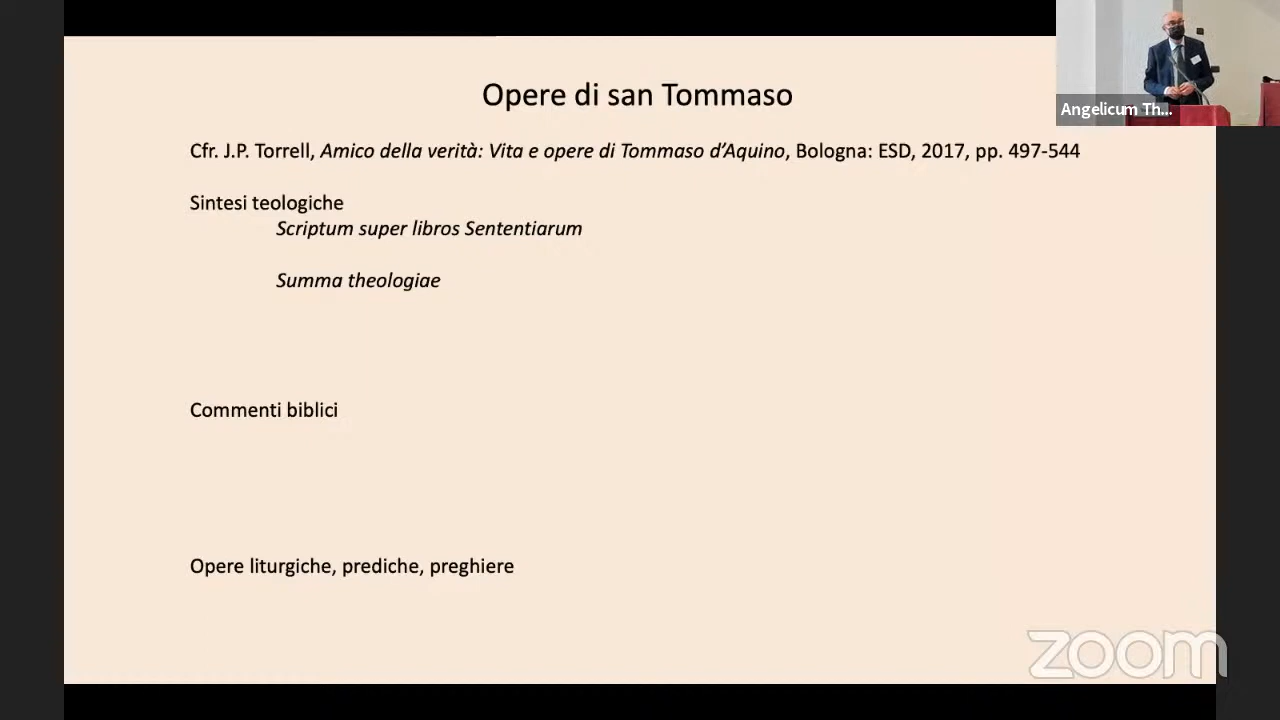 Opere di san Tommaso
Angelicum Th...
Cfr. J.P. Torrell, Amico della verità: Vita e opere di Tommaso d’Aquino, Bologna: ESD, 2017, pp. 497-544
Sintesi teologiche
Scriptum super libros Sententiarum
Summa theologiae
Commenti biblici
Opere liturgiche, prediche, preghiere
zoom